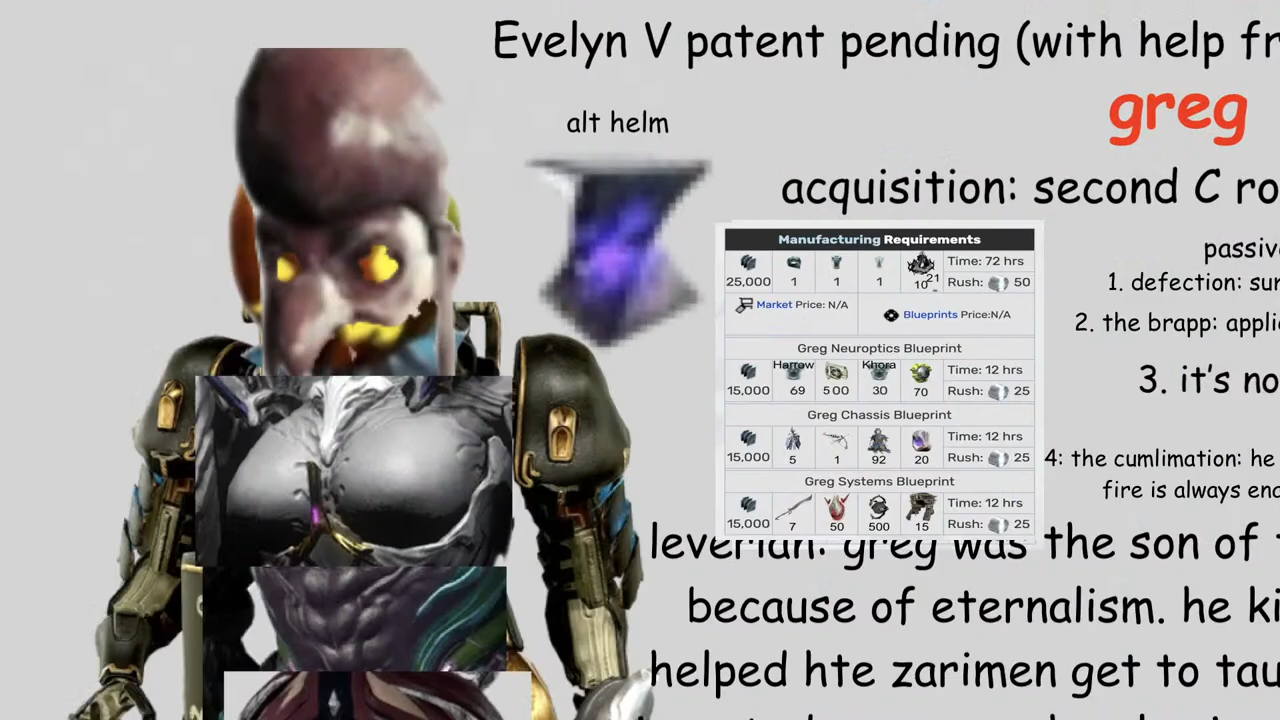 Evelyn V patent pending (with help fr
greg
alt helm
acquisition: second C ro
Manufacturing Requirements
25,000 1 1 1 10 21 Time: 72 hrs
Rush: 50
Market Price: N/A Blueprints Price:N/A
Greg Neuroptics Blueprint
Harrow Khora
15,000 69 500 30 70 Time: 12 hrs
Rush: 25
Greg Chassis Blueprint
15,000 5 1 92 20 Time: 12 hrs
Rush: 25
Greg Systems Blueprint
15,000 7 50 500 15 Time: 12 hrs
Rush: 25
passiv
1. defection: sur
2. the brapp: appli
3. it's no
4: the cumlimation: he
fire is always en
leverian: greg was the son of
because of eternalism. he ki
helped hte zarimen get to tau